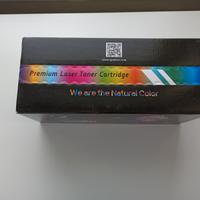 Premium Laser Toner Cartridge
We are the Natural Color